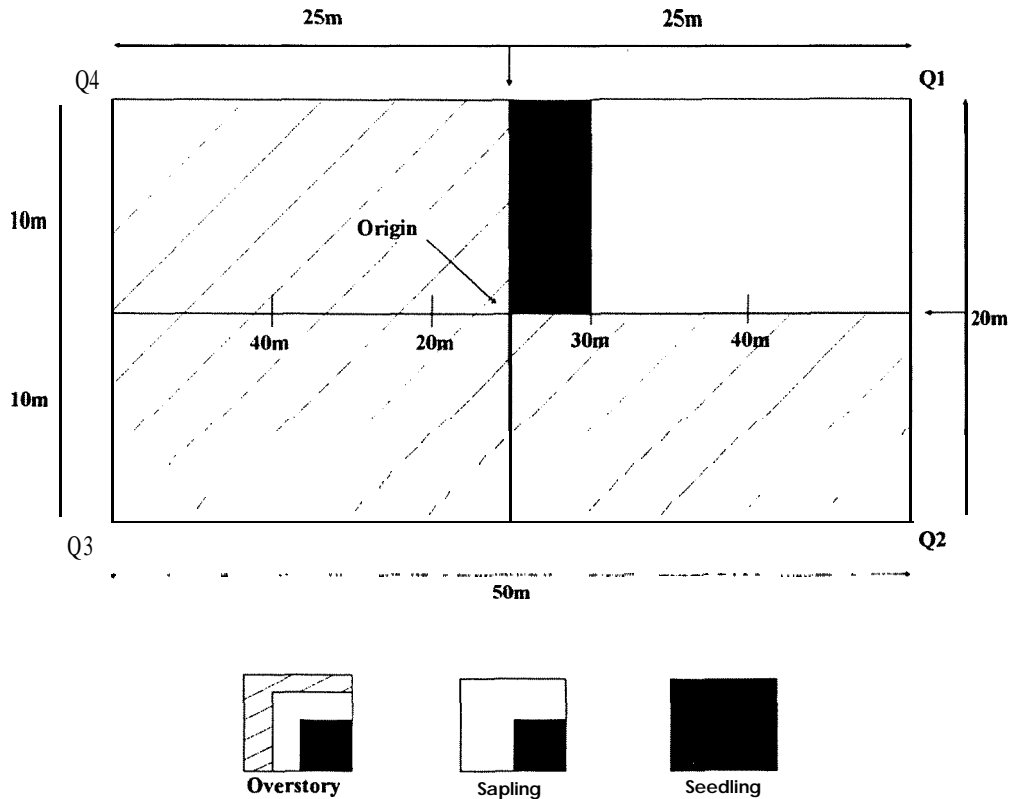 25m 25m
Q4 Q1
10m
Origin
40m 20m 30m 40m
20m
10m
Q3 Q2
50m
Overstory Sapling Seedling